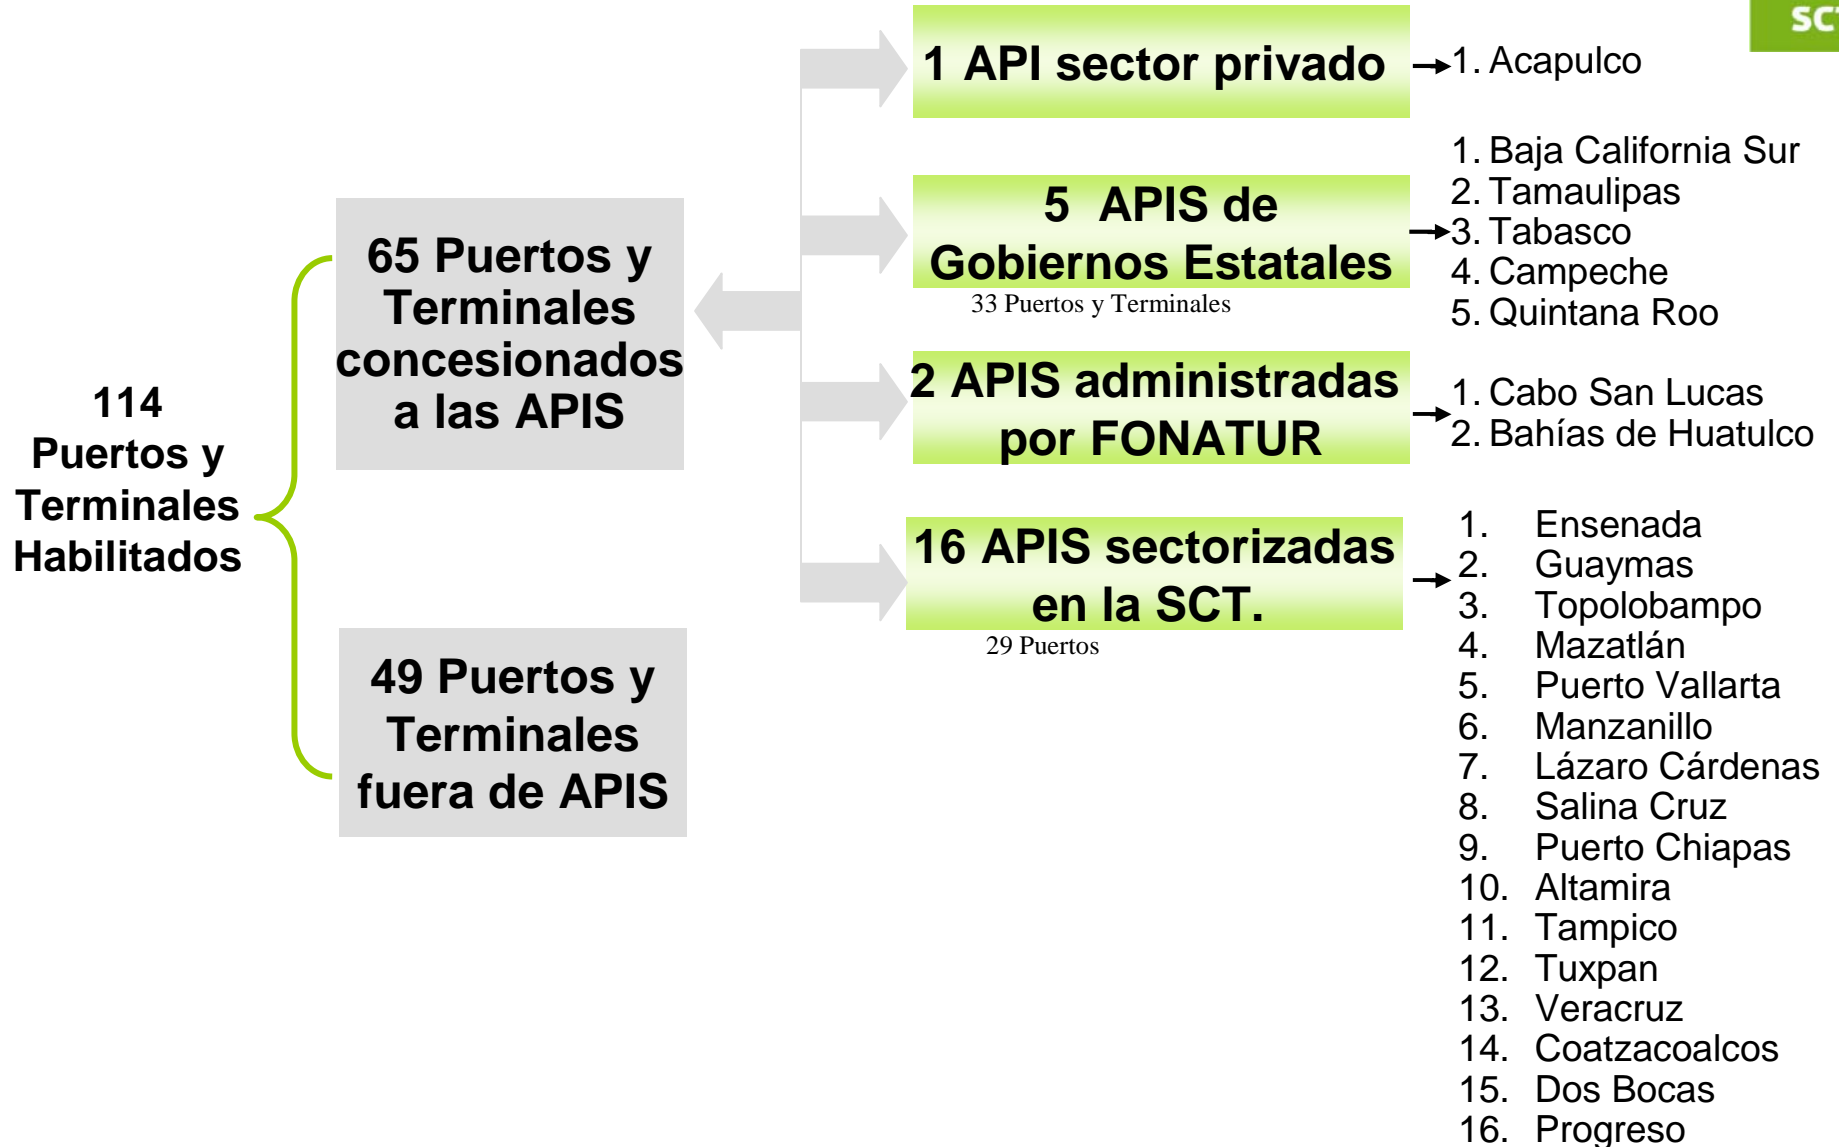 SCT
114
Puertos y
Terminales
Habilitados
65 Puertos y
Terminales
concesionados
a las APIS
49 Puertos y
Terminales
fuera de APIS
1 API sector privado
1. Acapulco
5 APIS de
Gobiernos Estatales
33 Puertos y Terminales
1. Baja California Sur
2. Tamaulipas
3. Tabasco
4. Campeche
5. Quintana Roo
2 APIS administradas
por FONATUR
1. Cabo San Lucas
2. Bahías de Huatulco
16 APIS sectorizadas
en la SCT.
29 Puertos
1. Ensenada
2. Guaymas
3. Topolobampo
4. Mazatlán
5. Puerto Vallarta
6. Manzanillo
7. Lázaro Cárdenas
8. Salina Cruz
9. Puerto Chiapas
10. Altamira
11. Tampico
12. Tuxpan
13. Veracruz
14. Coatzacoalcos
15. Dos Bocas
16. Progreso